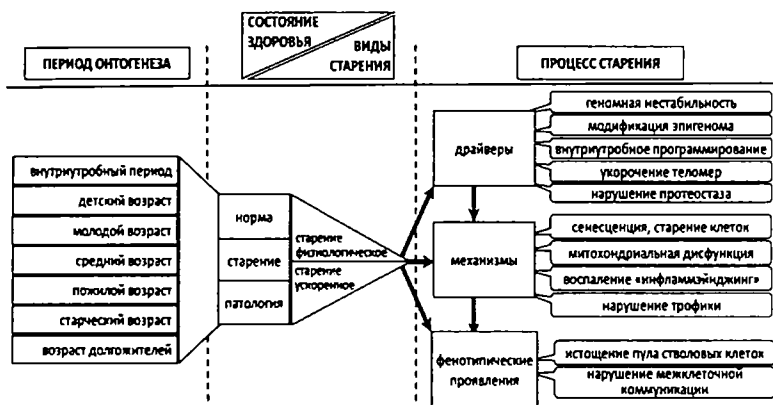 СОСТОЯНИЕ
ЗДОРОВЬЯ
ВИДЫ
СТАРЕНИЯ
ПЕРИОД ОНТОГЕНЕЗА
ПРОЦЕСС СТАРЕНИЯ
внутриутробный период
детский возраст
молодой возраст
средний возраст
пожилой возраст
старческий возраст
возраст долгожителей
норма
старение
патология
старение
физиологическое
старение
ускоренное
драйверы
геномная нестабильность
модификация эпигенома
внутриутробное программирование
укорочение теломер
нарушение протеостаза
механизмы
сенесценция, старение клеток
митохондриальная дисфункция
воспаление «инфламмэйнджинг»
нарушение трофики
фенотипические
проявления
истощение пула стволовых клеток
нарушение межклеточной
коммуникации